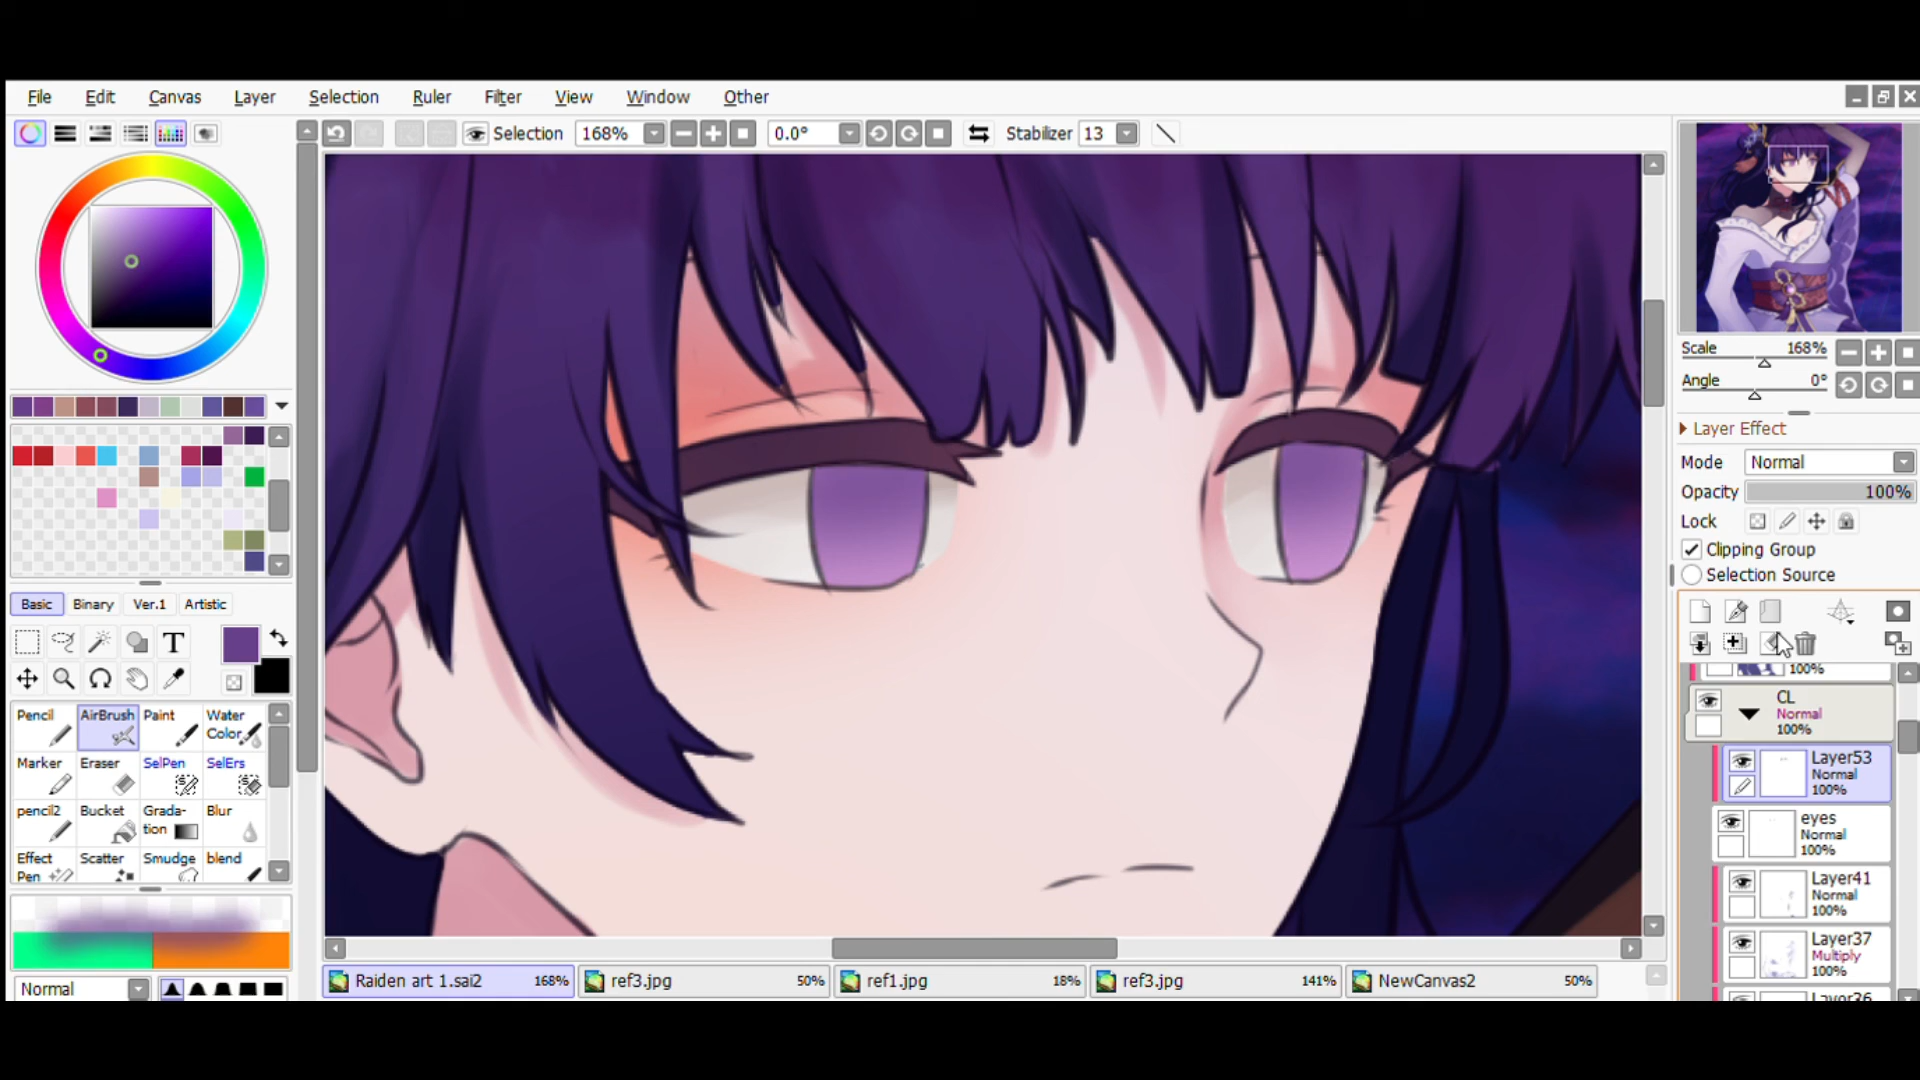 File Edit Canvas Layer Selection Ruler Filter View Window Other
Selection 168% 0.0° Stabilizer 13
Scale 168%
Angle 0°
Layer Effect
Mode Normal
Opacity 100%
Lock
Clipping Group
Selection Source
Basic Binary Ver.1 Artistic
T
Pencil AirBrush Paint Water Color
Marker Eraser SelPen SelErs
pencil2 Bucket Grada-tion Blur
Effect Pen Scatter Smudge blend
Normal
100%
CL
Normal
100%
Layer53
Normal
100%
eyes
Normal
100%
Layer41
Normal
100%
Layer37
Multiply
100%
Layer36
Raiden art 1.sai2 168% ref3.jpg 50% ref1.jpg 18% ref3.jpg 141% NewCanvas2 50%